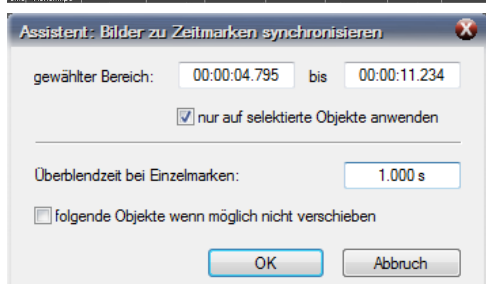 Assistent: Bilder zu Zeitmarken synchronisieren
gewählter Bereich: 00:00:04.795 bis 00:00:11.234
nur auf selektierte Objekte anwenden
Überblendzeit bei Einzelmarken: 1.000 s
folgende Objekte wenn möglich nicht verschieben
OK Abbruch